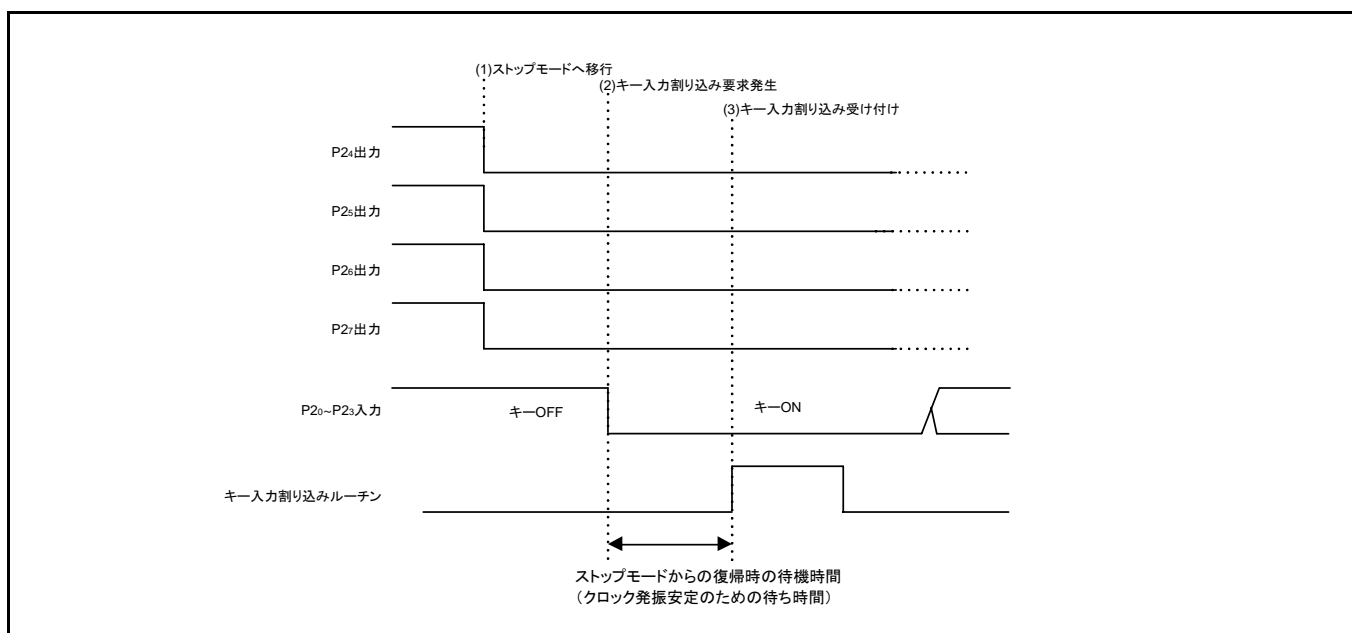 (1)ストップモードへ移行
(2)キー入力割り込み要求発生
(3)キー入力割り込み受け付け
P24出力
P25出力
P26出力
P27出力
P20~P23入力
キーOFF
キーON
キー入力割り込みルーチン
ストップモードからの復帰時の待機時間
(クロック発振安定のための待ち時間)